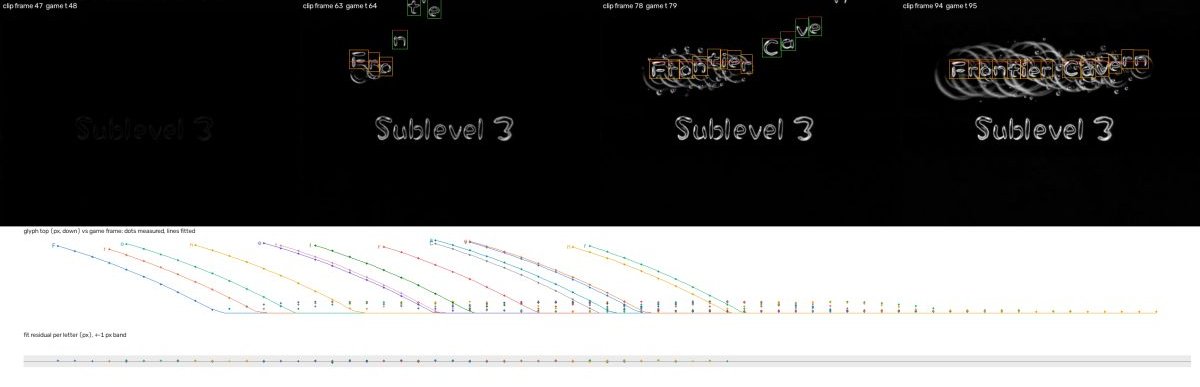 clip frame 47 game t 48
clip frame 63 game t 64
clip frame 78 game t 79
clip frame 94 game t 95
t e
n
F r o
Frontier
Cave
Frontier Cavern
Sublevel 3
Sublevel 3
Sublevel 3
Sublevel 3
glyph top (px, down) vs game frame; dots measured, lines fitted
fit residual per letter (px), +-1 px band